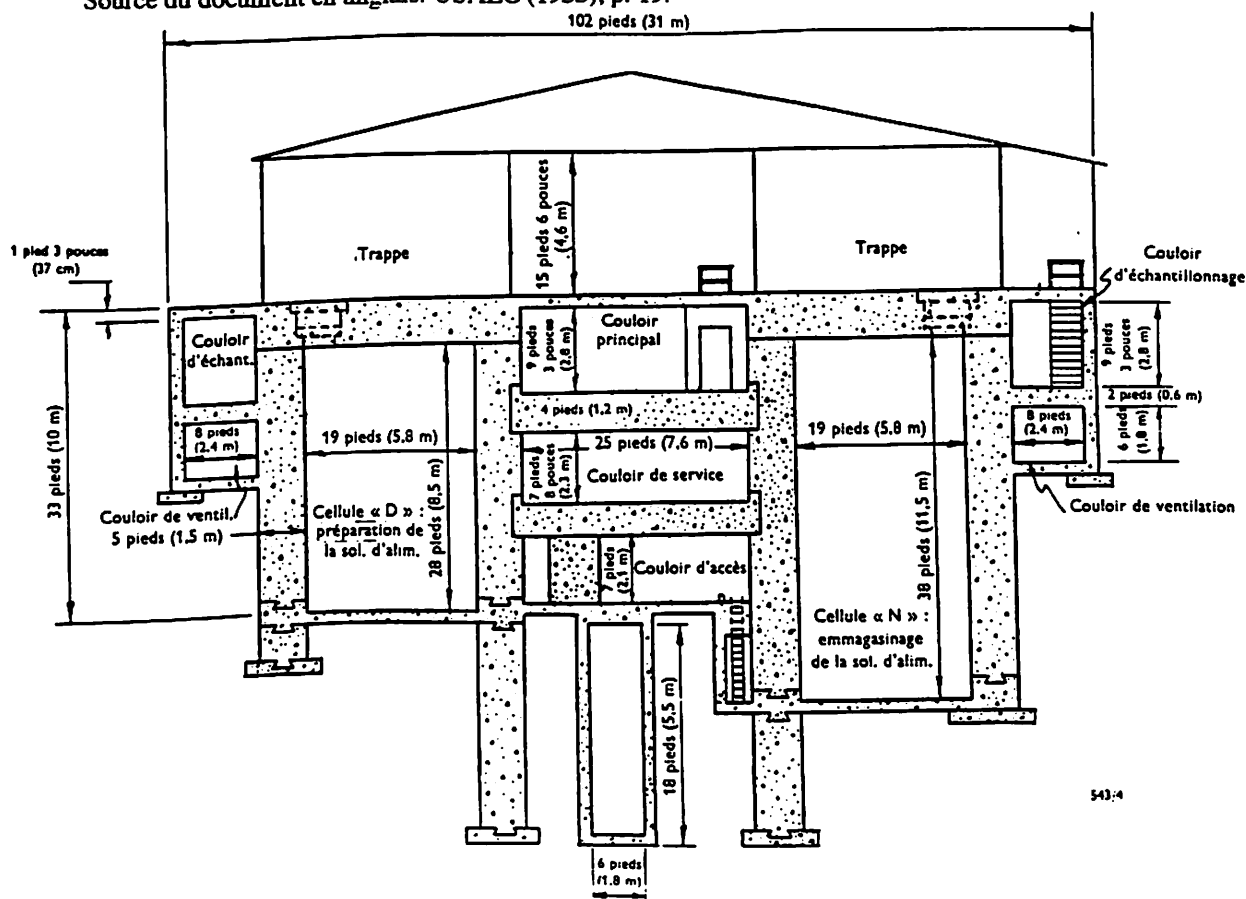 Source du document en anglais: USAEC (1955), p. 19.
102 pieds (31 m)
15 pieds 6 pouces
(4,6 m)
1 pied 3 pouces
(37 cm)
.Trappe
Trappe
Couloir
d'échantillonnage
Couloir
d'échant.
9 pieds
3 pouces
(2,8 m)
Couloir
principal
9 pieds
3 pouces
(2,8 m)
2 pieds (0,6 m)
4 pieds (1,2 m)
33 pieds (10 m)
8 pieds
(2.4 m)
19 pieds (5,8 m)
25 pieds (7,6 m)
7 pieds
8 pouces
(2,3 m)
Couloir de service
19 pieds (5,8 m)
8 pieds
(2.4 m)
6 pieds
(1,8 m)
Couloir de ventil.
5 pieds (1,5 m)
Cellule « D » :
préparation de
la sol. d'alim.
28 pieds (8,5 m)
Couloir de ventilation
7 pieds
(2,1 m)
Couloir d'accès
38 pieds (11,5 m)
Cellule « N » :
emmagasinage
de la sol. d'alim.
18 pieds (5,5 m)
6 pieds
(1.8 m)